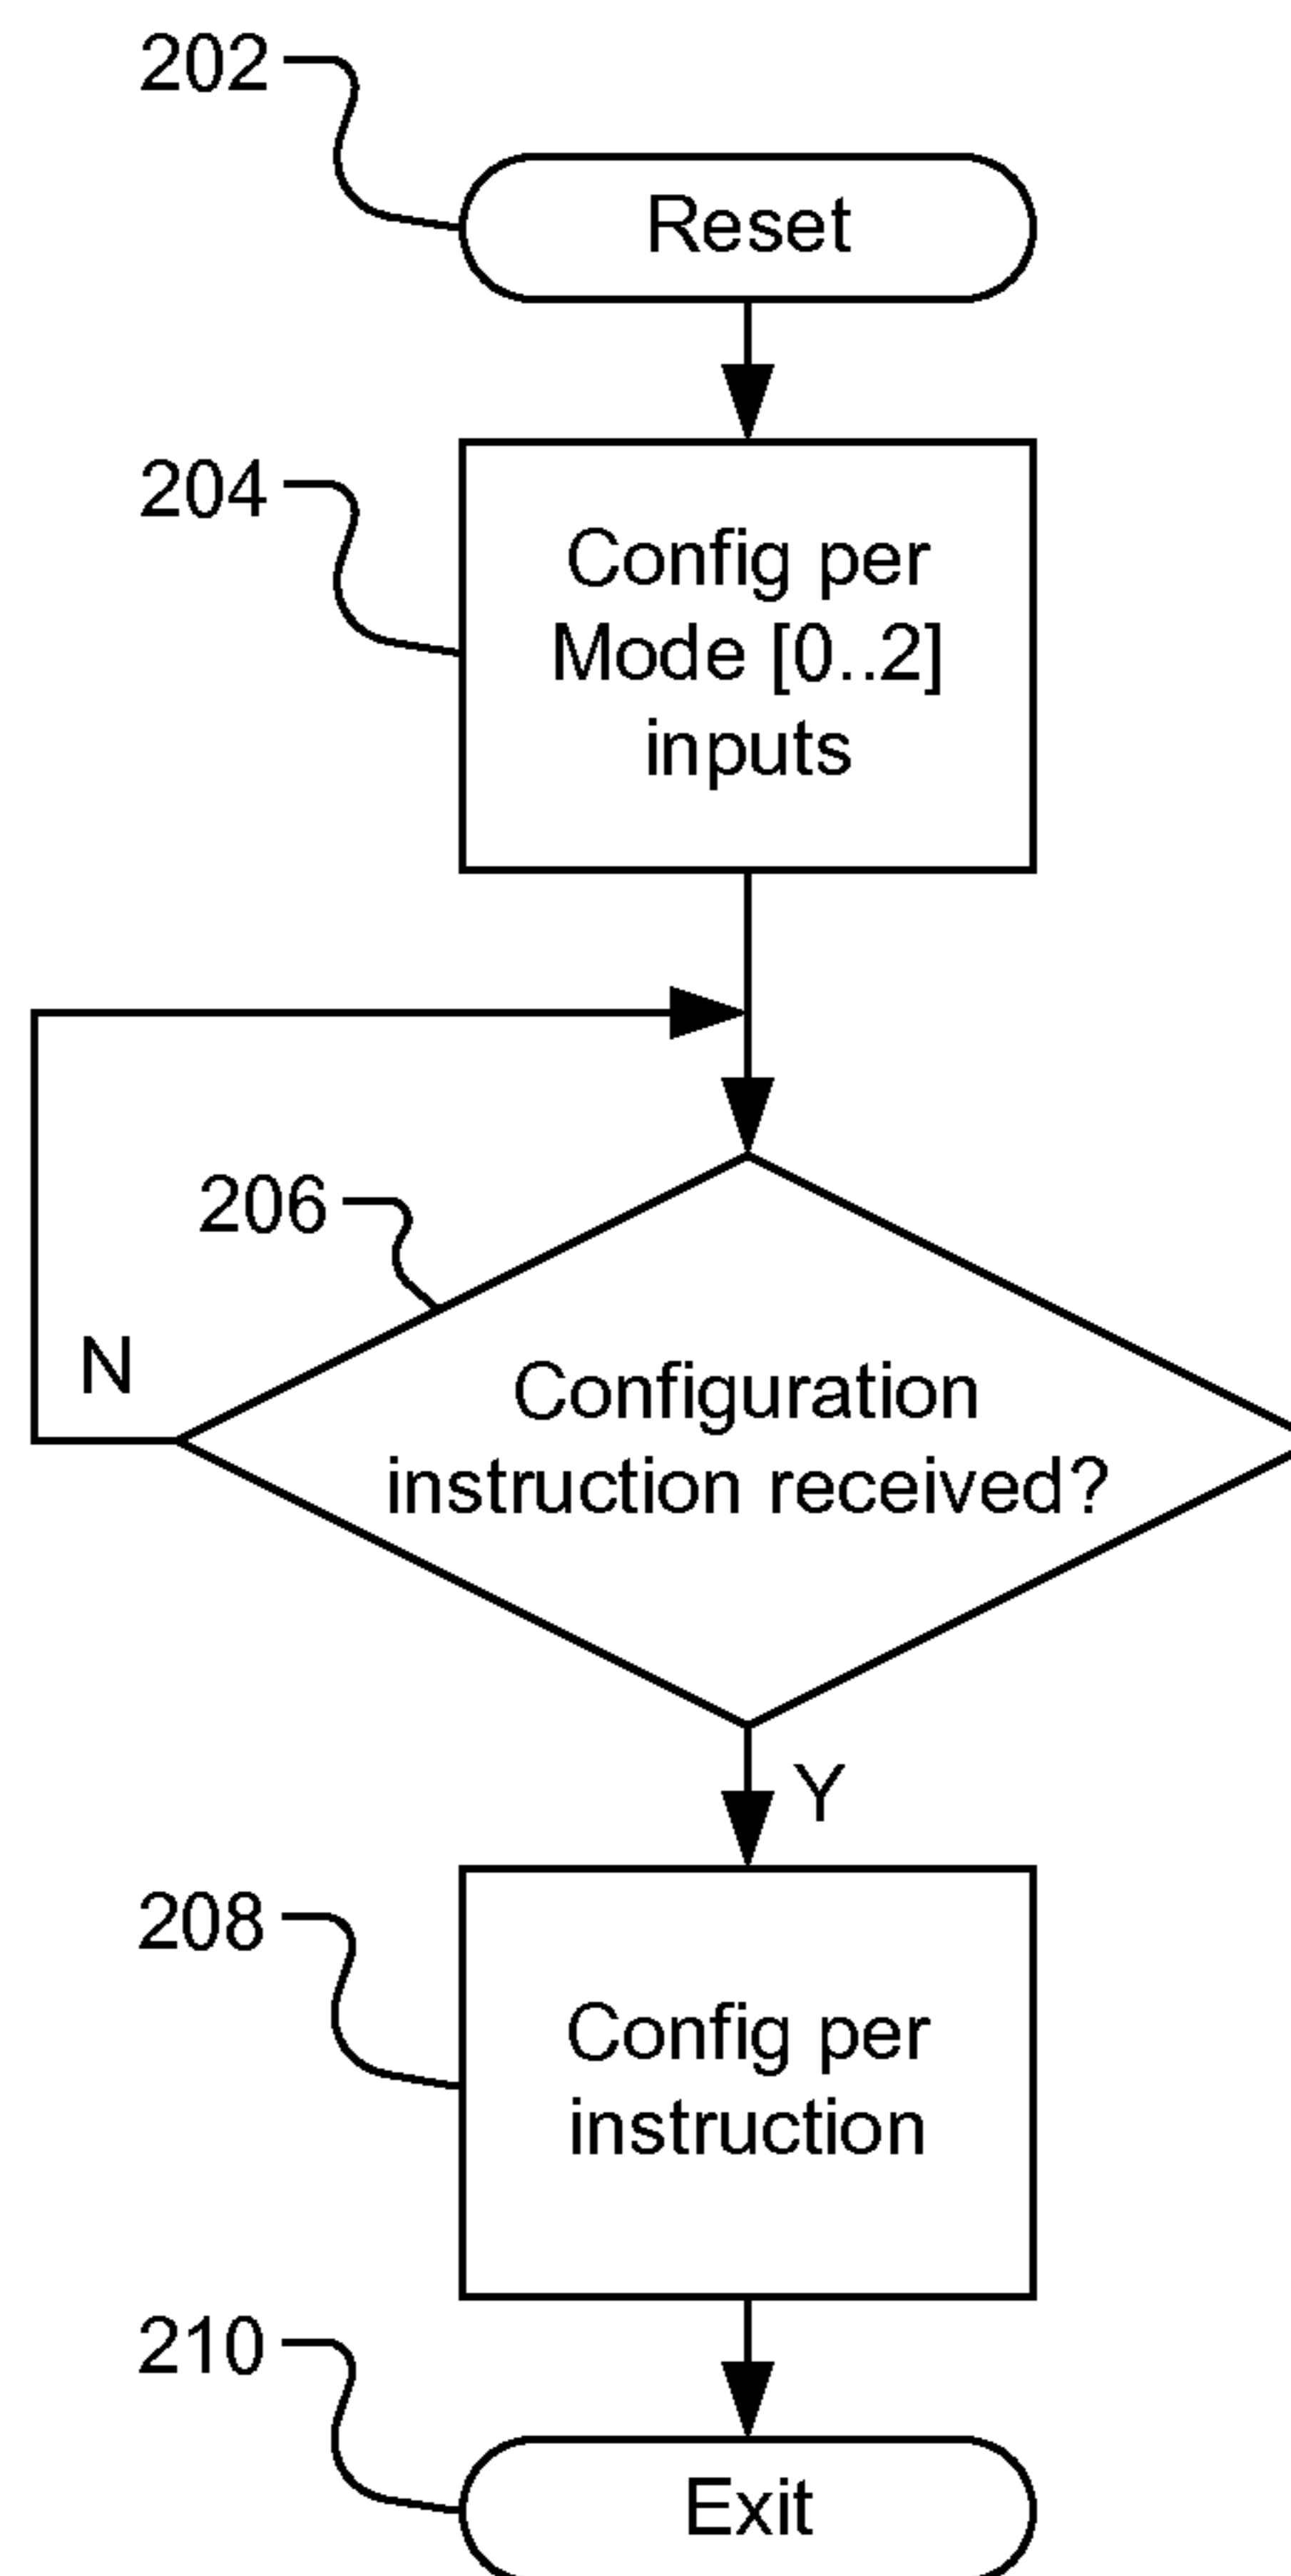 202
Reset
204
Config per
Mode [0..2]
inputs
206
N
Configuration
instruction received?
Y
208
Config per
instruction
210
Exit